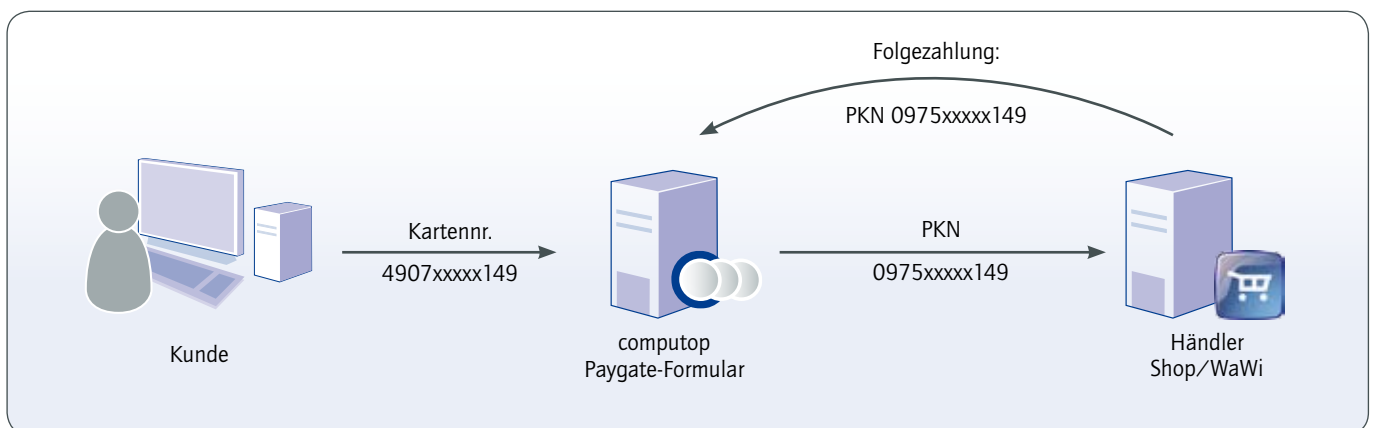 Folgezahlung:
PKN 0975xxxxx149
Kartennr.
4907xxxxx149
PKN
0975xxxxx149
Kunde
computop
Paygate-Formular
Händler
Shop/WaWi